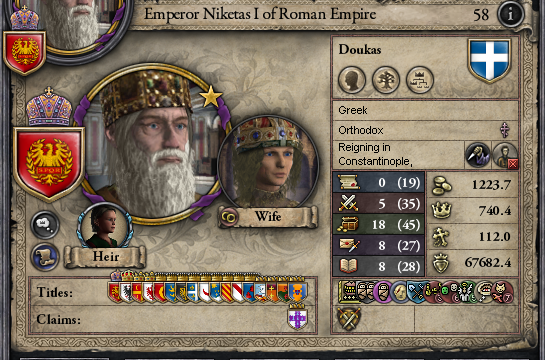 Emperor Niketas I of Roman Empire 58
Doukas
Greek
Orthodox
Reigning in
Constantinople,
0 (19) 1223.7
5 (35) 740.4
18 (45) 112.0
8 (27) 67682.4
8 (28)
SPQR
Wife
Heir
Titles:
Claims: